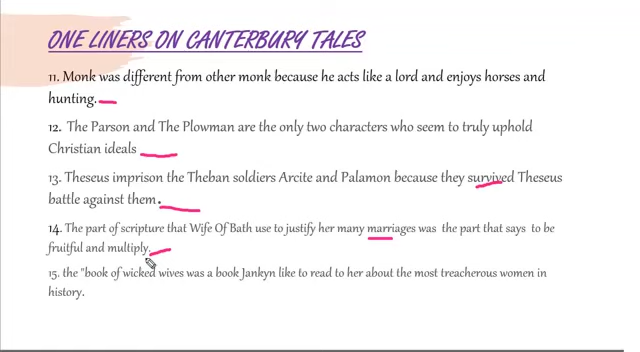 ONE LINERS ON CANTERBURY TALES
11. Monk was different from other monk because he acts like a lord and enjoys horses and
hunting.
12. The Parson and The Plowman are the only two characters who seem to truly uphold
Christian ideals
13. Theseus imprison the Theban soldiers Arcite and Palamon because they survived Theseus
battle against them.
14. The part of scripture that Wife Of Bath use to justify her many marriages was the part that says to be
fruitful and multiply.
15. the "book of wicked wives was a book Jankyn like to read to her about the most treacherous women in
history.